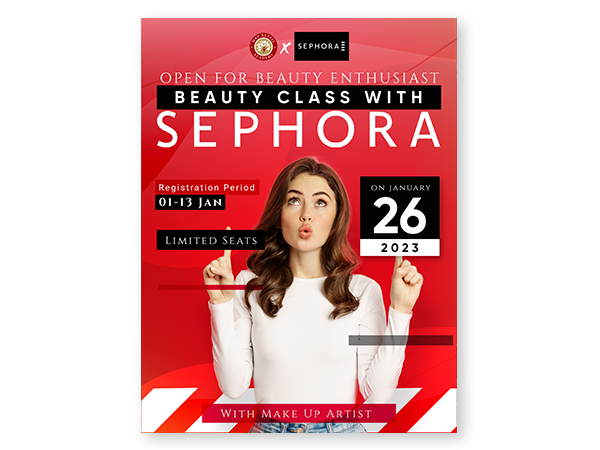 X SEPHORA
OPEN FOR BEAUTY ENTHUSIAST
BEAUTY CLASS WITH
SEPHORA
Registration Period
01-13 Jan
Limited Seats
ON JANUARY
26
2023
With Make Up Artist